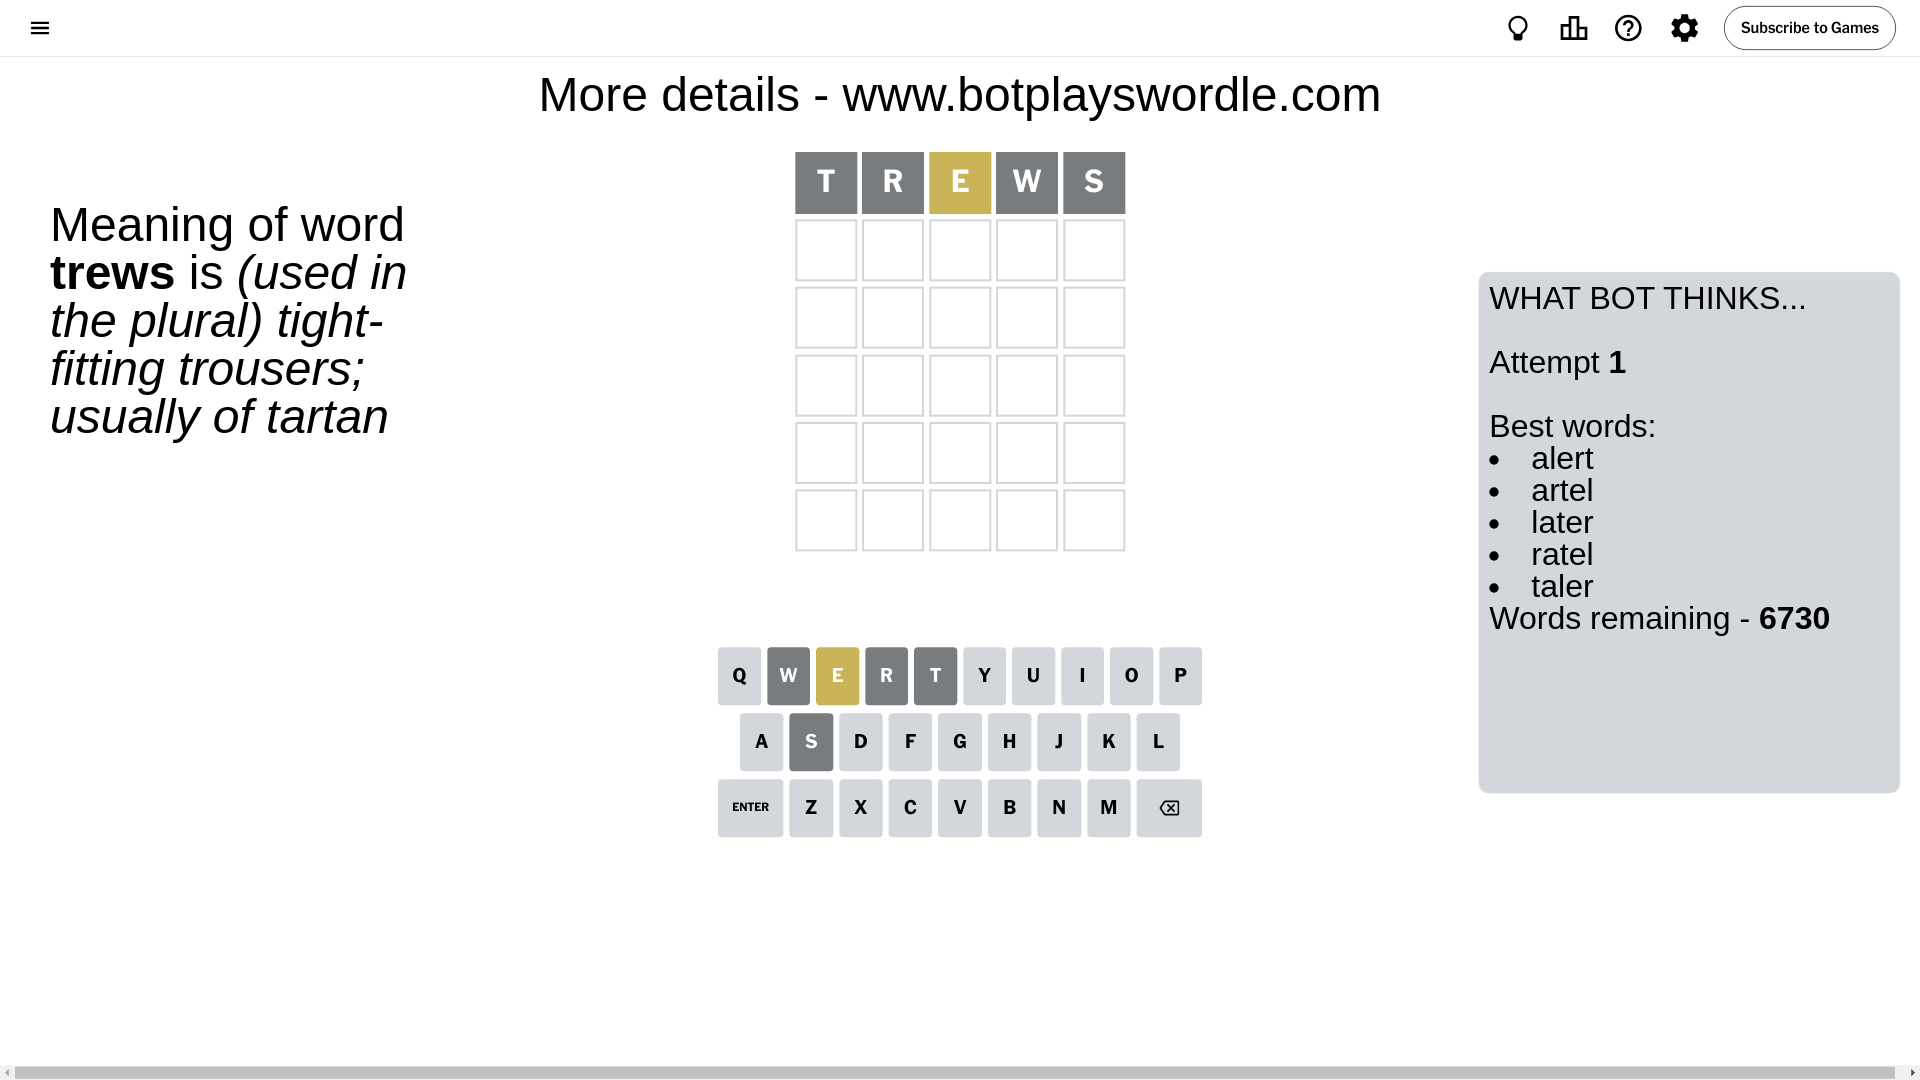 Subscribe to Games
More details - www.botplayswordle.com
T R E W S
Meaning of word
trews is (used in
the plural) tight-
fitting trousers;
usually of tartan
WHAT BOT THINKS...
Attempt 1
Best words:
• alert
• artel
• later
• ratel
• taler
Words remaining - 6730
Q W E R T Y U I O P
A S D F G H J K L
ENTER Z X C V B N M